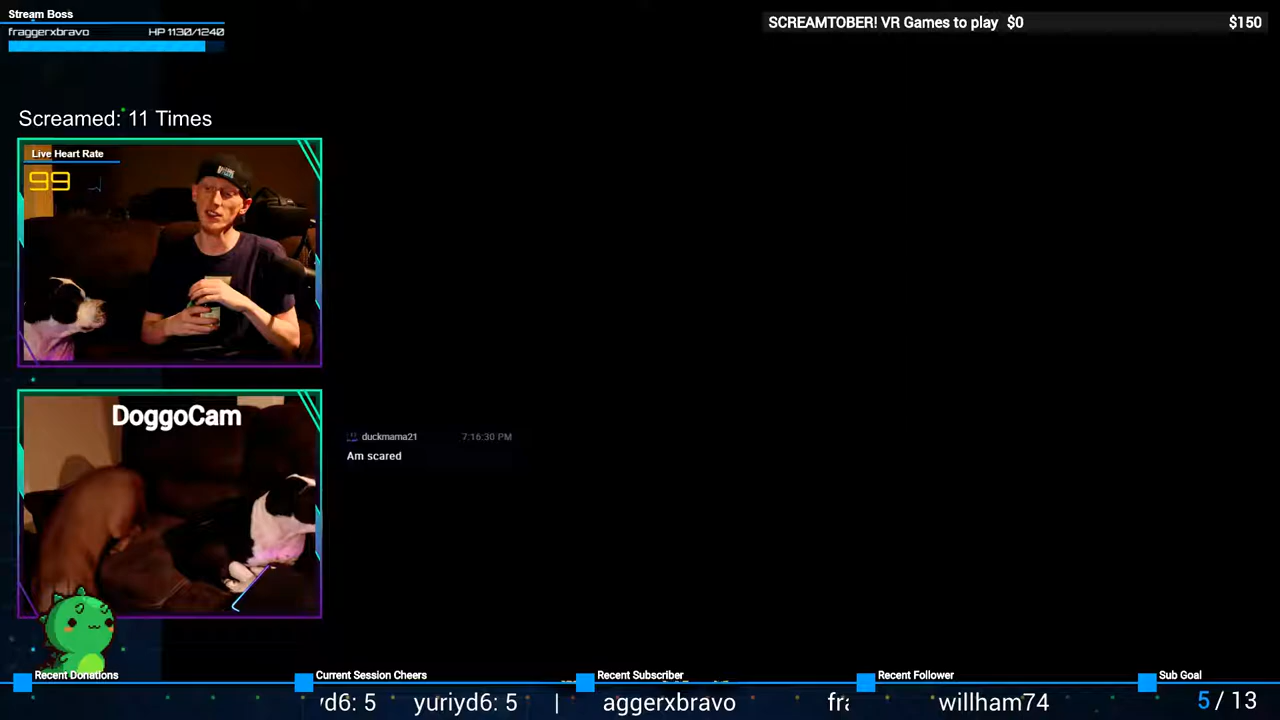 Stream Boss
fraggerxbravo HP 1130/1240
SCREAMTOBER! VR Games to play $0 $150
Screamed: 11 Times
Live Heart Rate
99
DoggoCam
duckmama21 7:16:30 PM
Am scared
Recent Donations
Current Session Cheers
Recent Subscriber
Recent Follower
Sub Goal
d6: 5 yuriyd6: 5 |
aggerxbravo
willham74
5 / 13